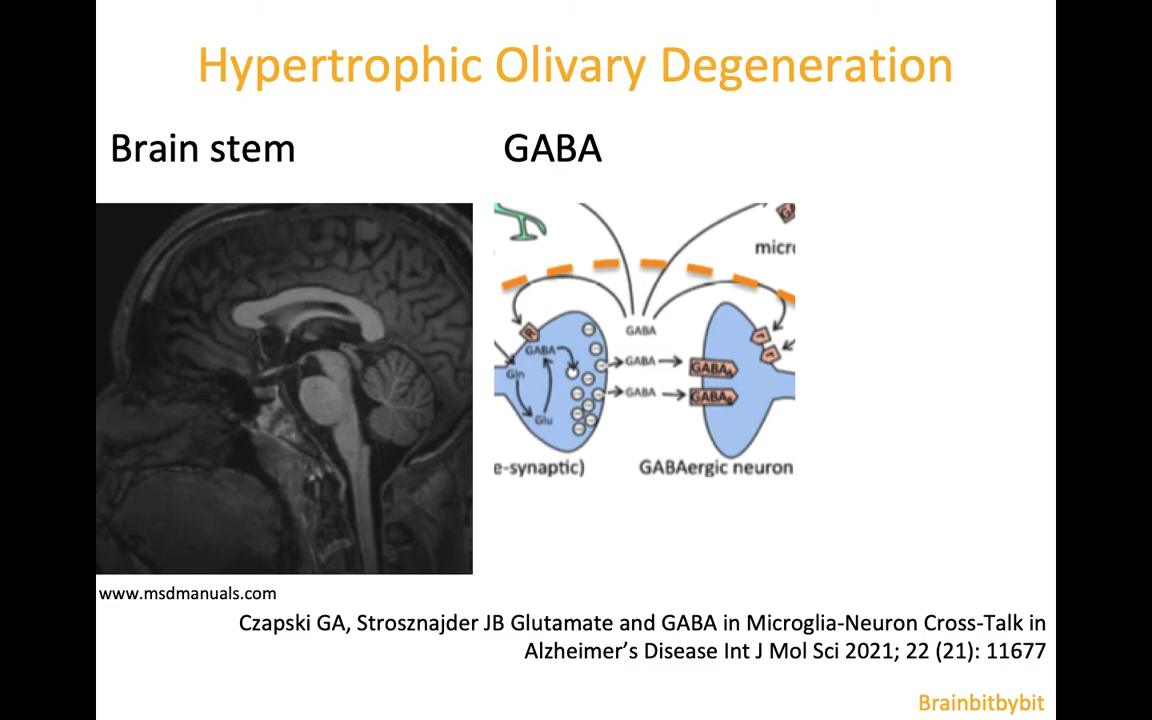 Hypertrophic Olivary Degeneration
Brain stem
GABA
micr
GABA
R
GABA
GABA
GABA
Gln
GABA
GABA
Glu
e-synaptic)
GABAergic neuron
www.msdmanuals.com
Czapski GA, Strosznajder JB Glutamate and GABA in Microglia-Neuron Cross-Talk in
Alzheimer’s Disease Int J Mol Sci 2021; 22 (21): 11677
Brainbitbybit